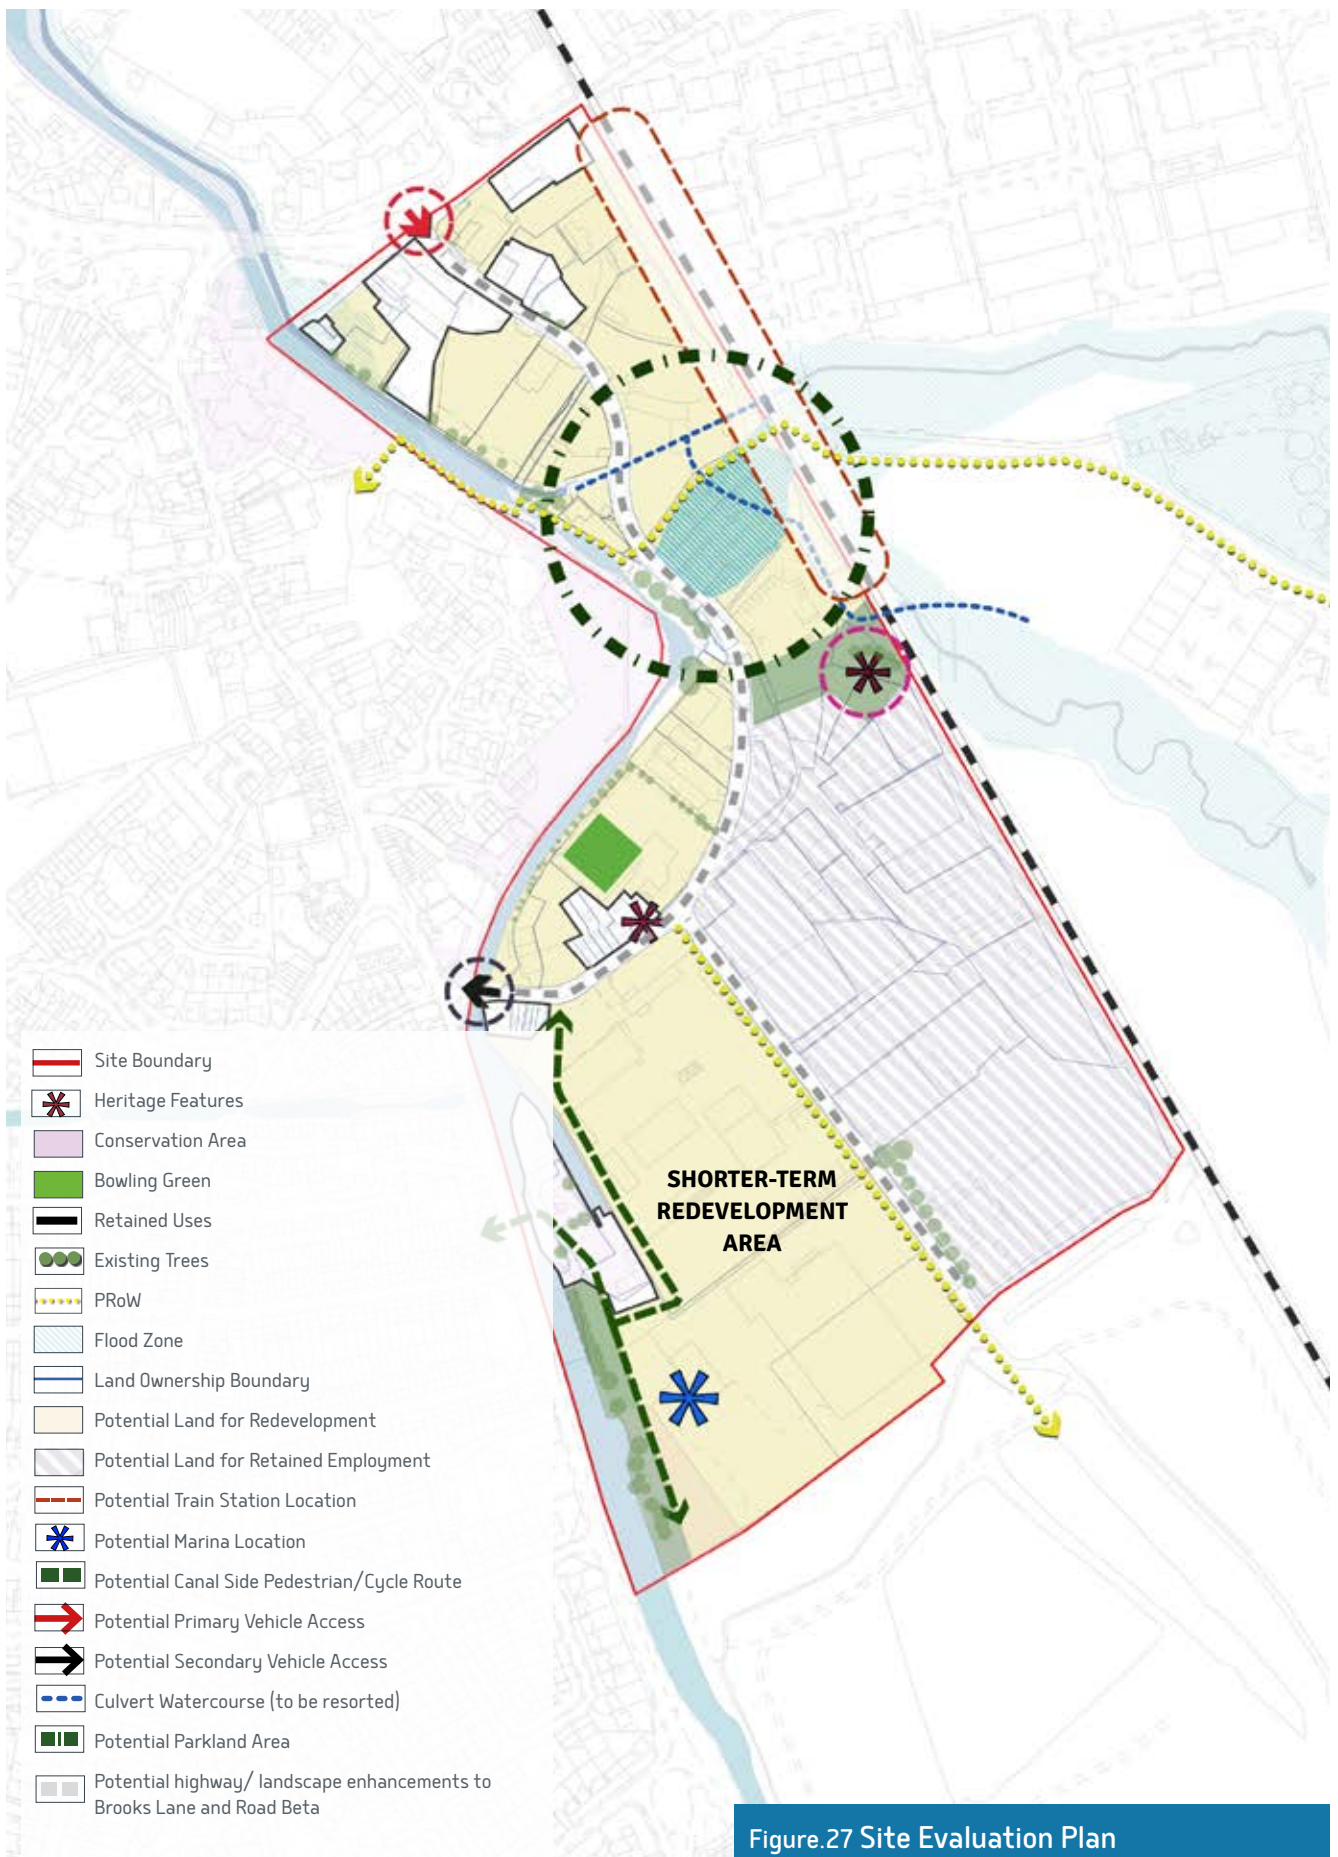 SHORTER-TERM
REDEVELOPMENT
AREA
Site Boundary
Heritage Features
Conservation Area
Bowling Green
Retained Uses
Existing Trees
PRoW
Flood Zone
Land Ownership Boundary
Potential Land for Redevelopment
Potential Land for Retained Employment
Potential Train Station Location
Potential Marina Location
Potential Canal Side Pedestrian/Cycle Route
Potential Primary Vehicle Access
Potential Secondary Vehicle Access
Culvert Watercourse (to be resorted)
Potential Parkland Area
Potential highway/ landscape enhancements to
Brooks Lane and Road Beta
Figure.27 Site Evaluation Plan